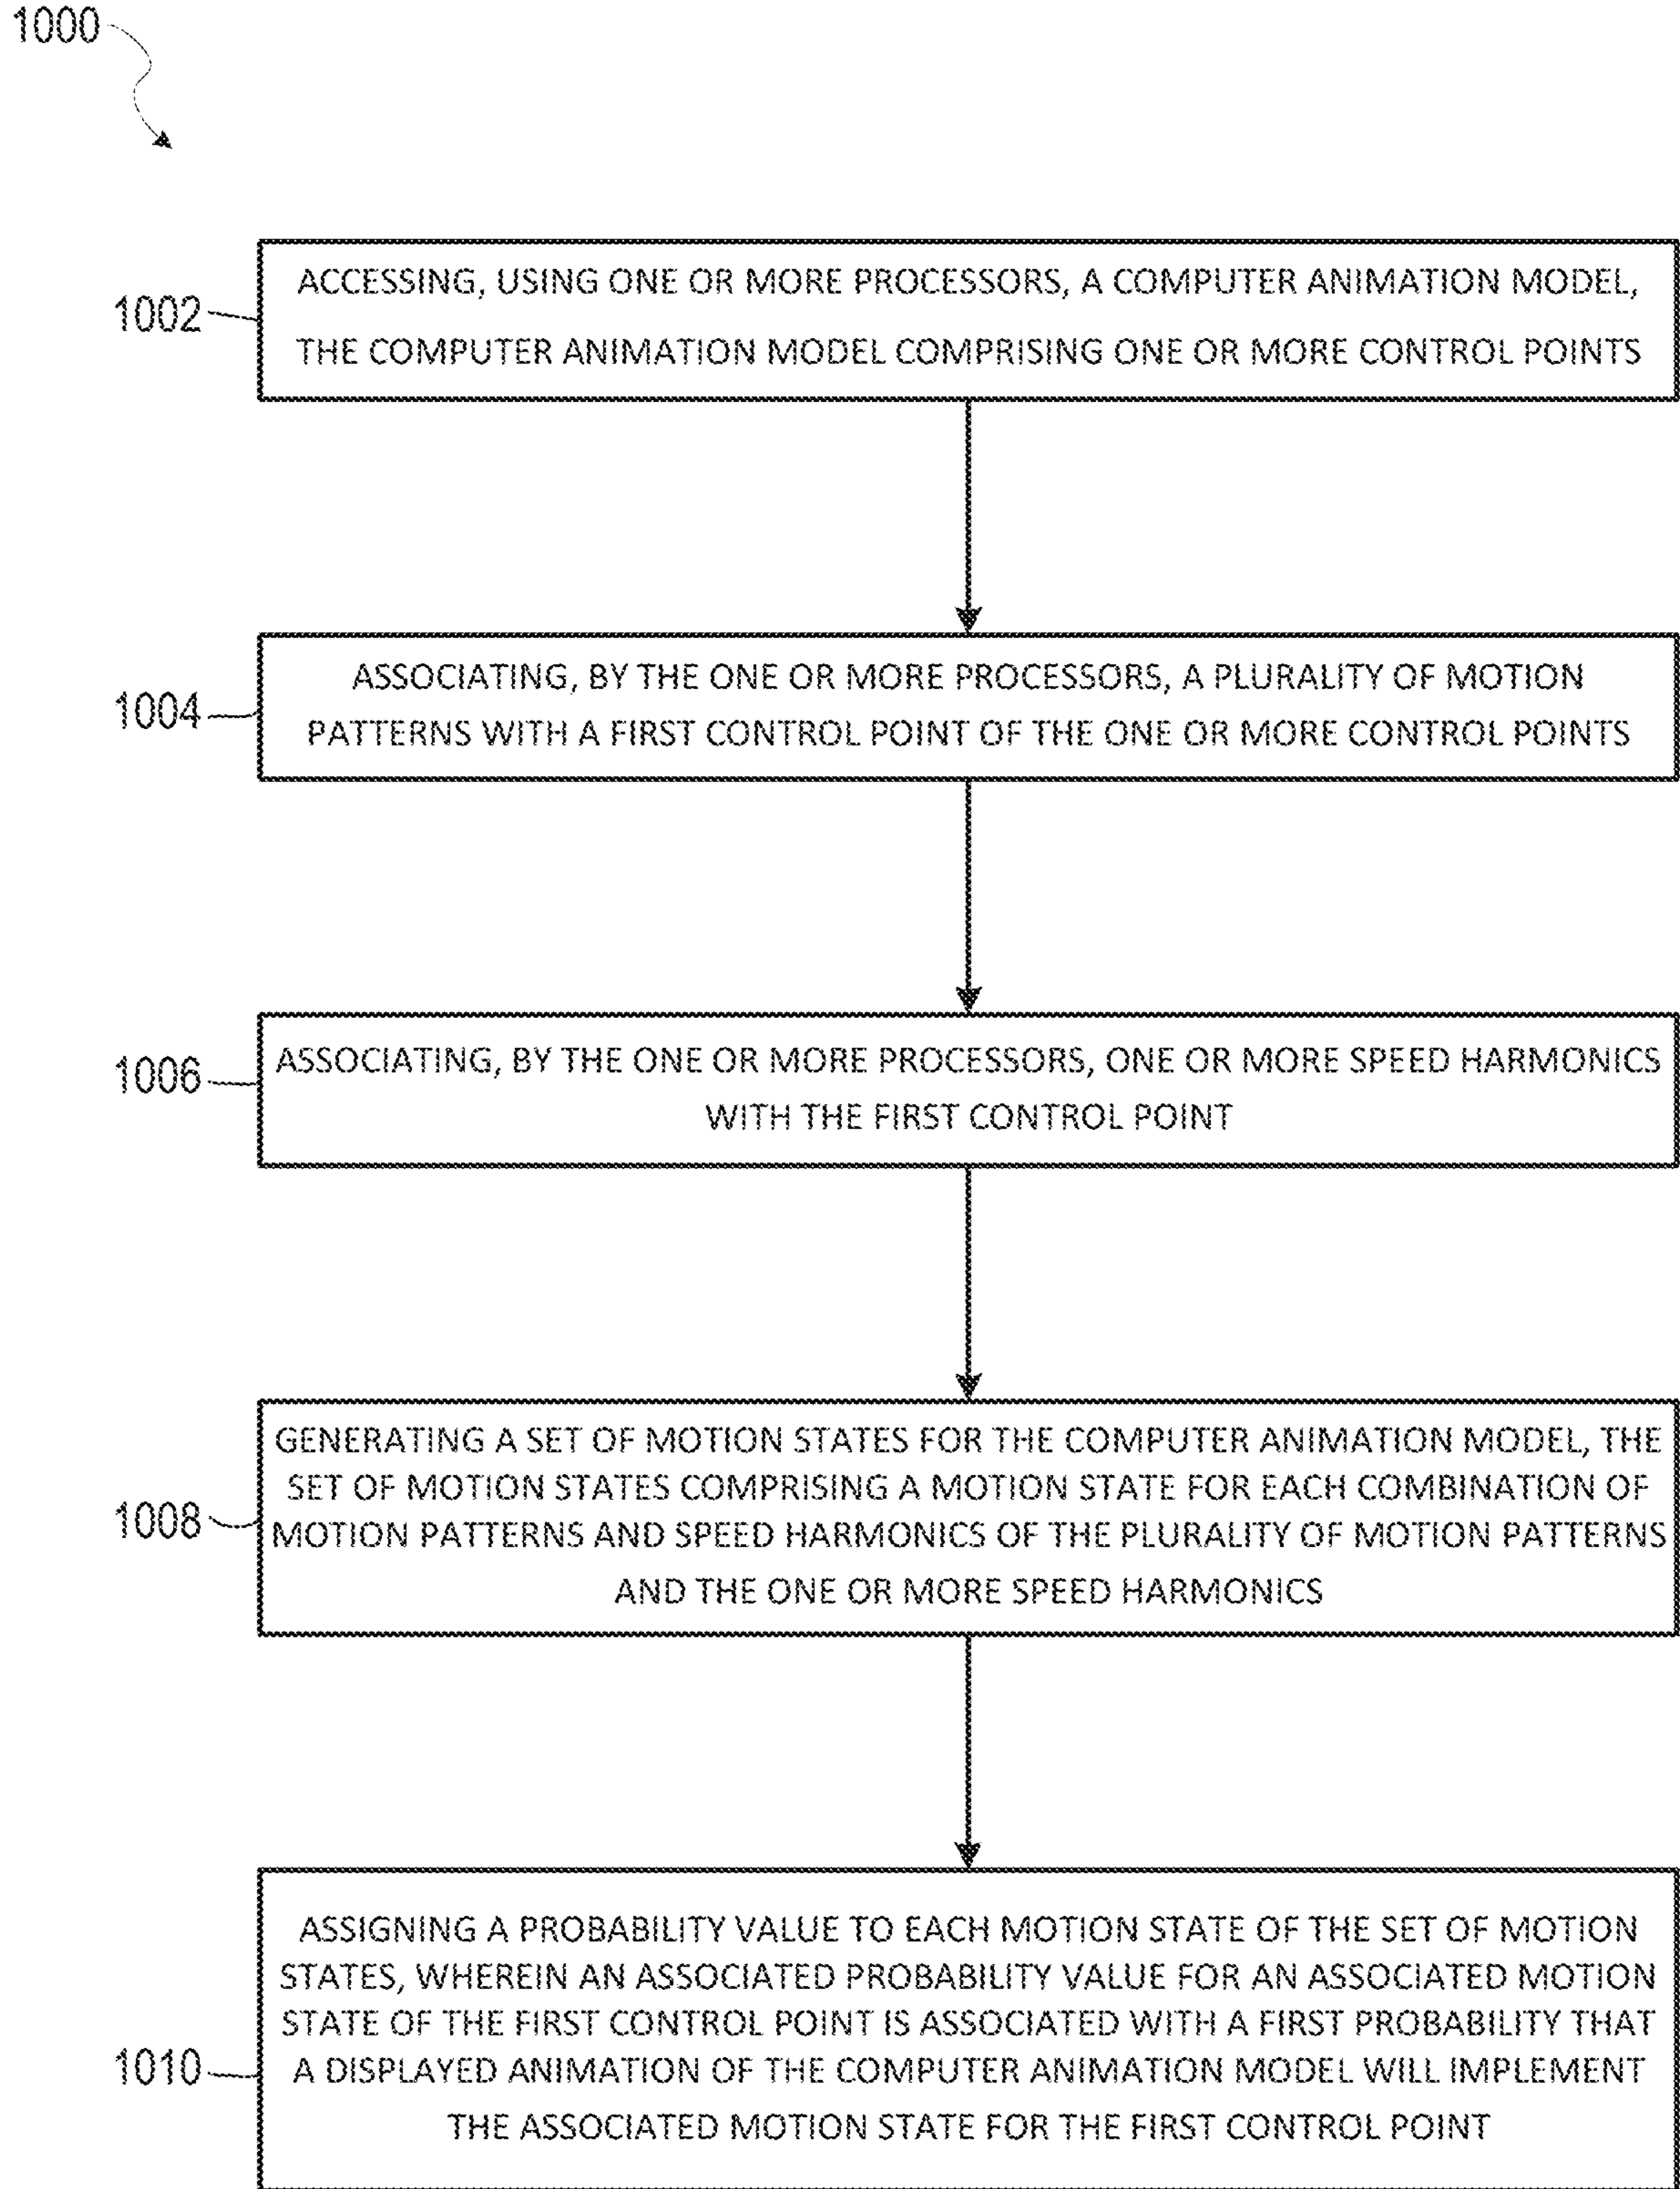 1000
1002
ACCESSING, USING ONE OR MORE PROCESSORS, A COMPUTER ANIMATION MODEL,
THE COMPUTER ANIMATION MODEL COMPRISING ONE OR MORE CONTROL POINTS
1004
ASSOCIATING, BY THE ONE OR MORE PROCESSORS, A PLURALITY OF MOTION
PATTERNS WITH A FIRST CONTROL POINT OF THE ONE OR MORE CONTROL POINTS
1006
ASSOCIATING, BY THE ONE OR MORE PROCESSORS, ONE OR MORE SPEED HARMONICS
WITH THE FIRST CONTROL POINT
1008
GENERATING A SET OF MOTION STATES FOR THE COMPUTER ANIMATION MODEL, THE
SET OF MOTION STATES COMPRISING A MOTION STATE FOR EACH COMBINATION OF
MOTION PATTERNS AND SPEED HARMONICS OF THE PLURALITY OF MOTION PATTERNS
AND THE ONE OR MORE SPEED HARMONICS
1010
ASSIGNING A PROBABILITY VALUE TO EACH MOTION STATE OF THE SET OF MOTION
STATES, WHEREIN AN ASSOCIATED PROBABILITY VALUE FOR AN ASSOCIATED MOTION
STATE OF THE FIRST CONTROL POINT IS ASSOCIATED WITH A FIRST PROBABILITY THAT
A DISPLAYED ANIMATION OF THE COMPUTER ANIMATION MODEL WILL IMPLEMENT
THE ASSOCIATED MOTION STATE FOR THE FIRST CONTROL POINT